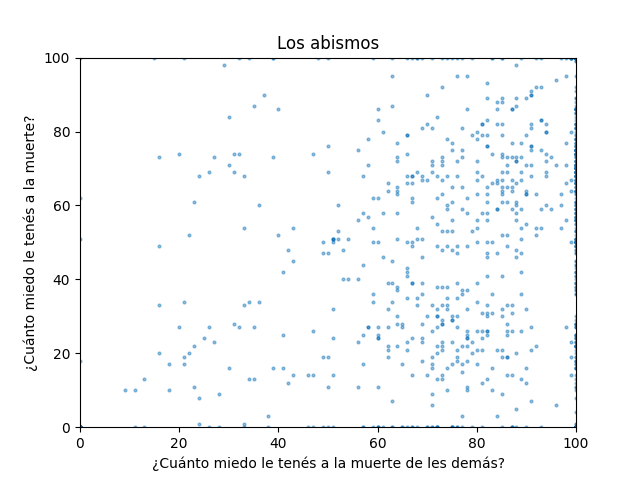 Los abismos
100
80
60
40
20
0
¿Cuánto miedo le tenés a la muerte?
0 20 40 60 80 100
¿Cuánto miedo le tenés a la muerte de les demás?